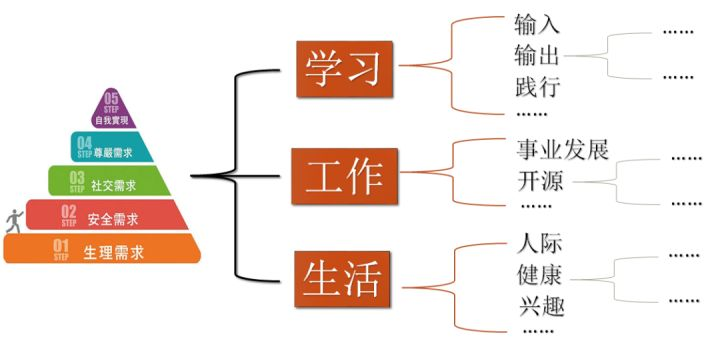 05
STEP
自我實現
04
STEP
尊嚴需求
03
STEP
社交需求
02
STEP
安全需求
01
STEP
生理需求
学习
输入
输出
践行
……
……
……
工作
事业发展
开源
……
……
……
生活
人际
健康
兴趣
……
……
……